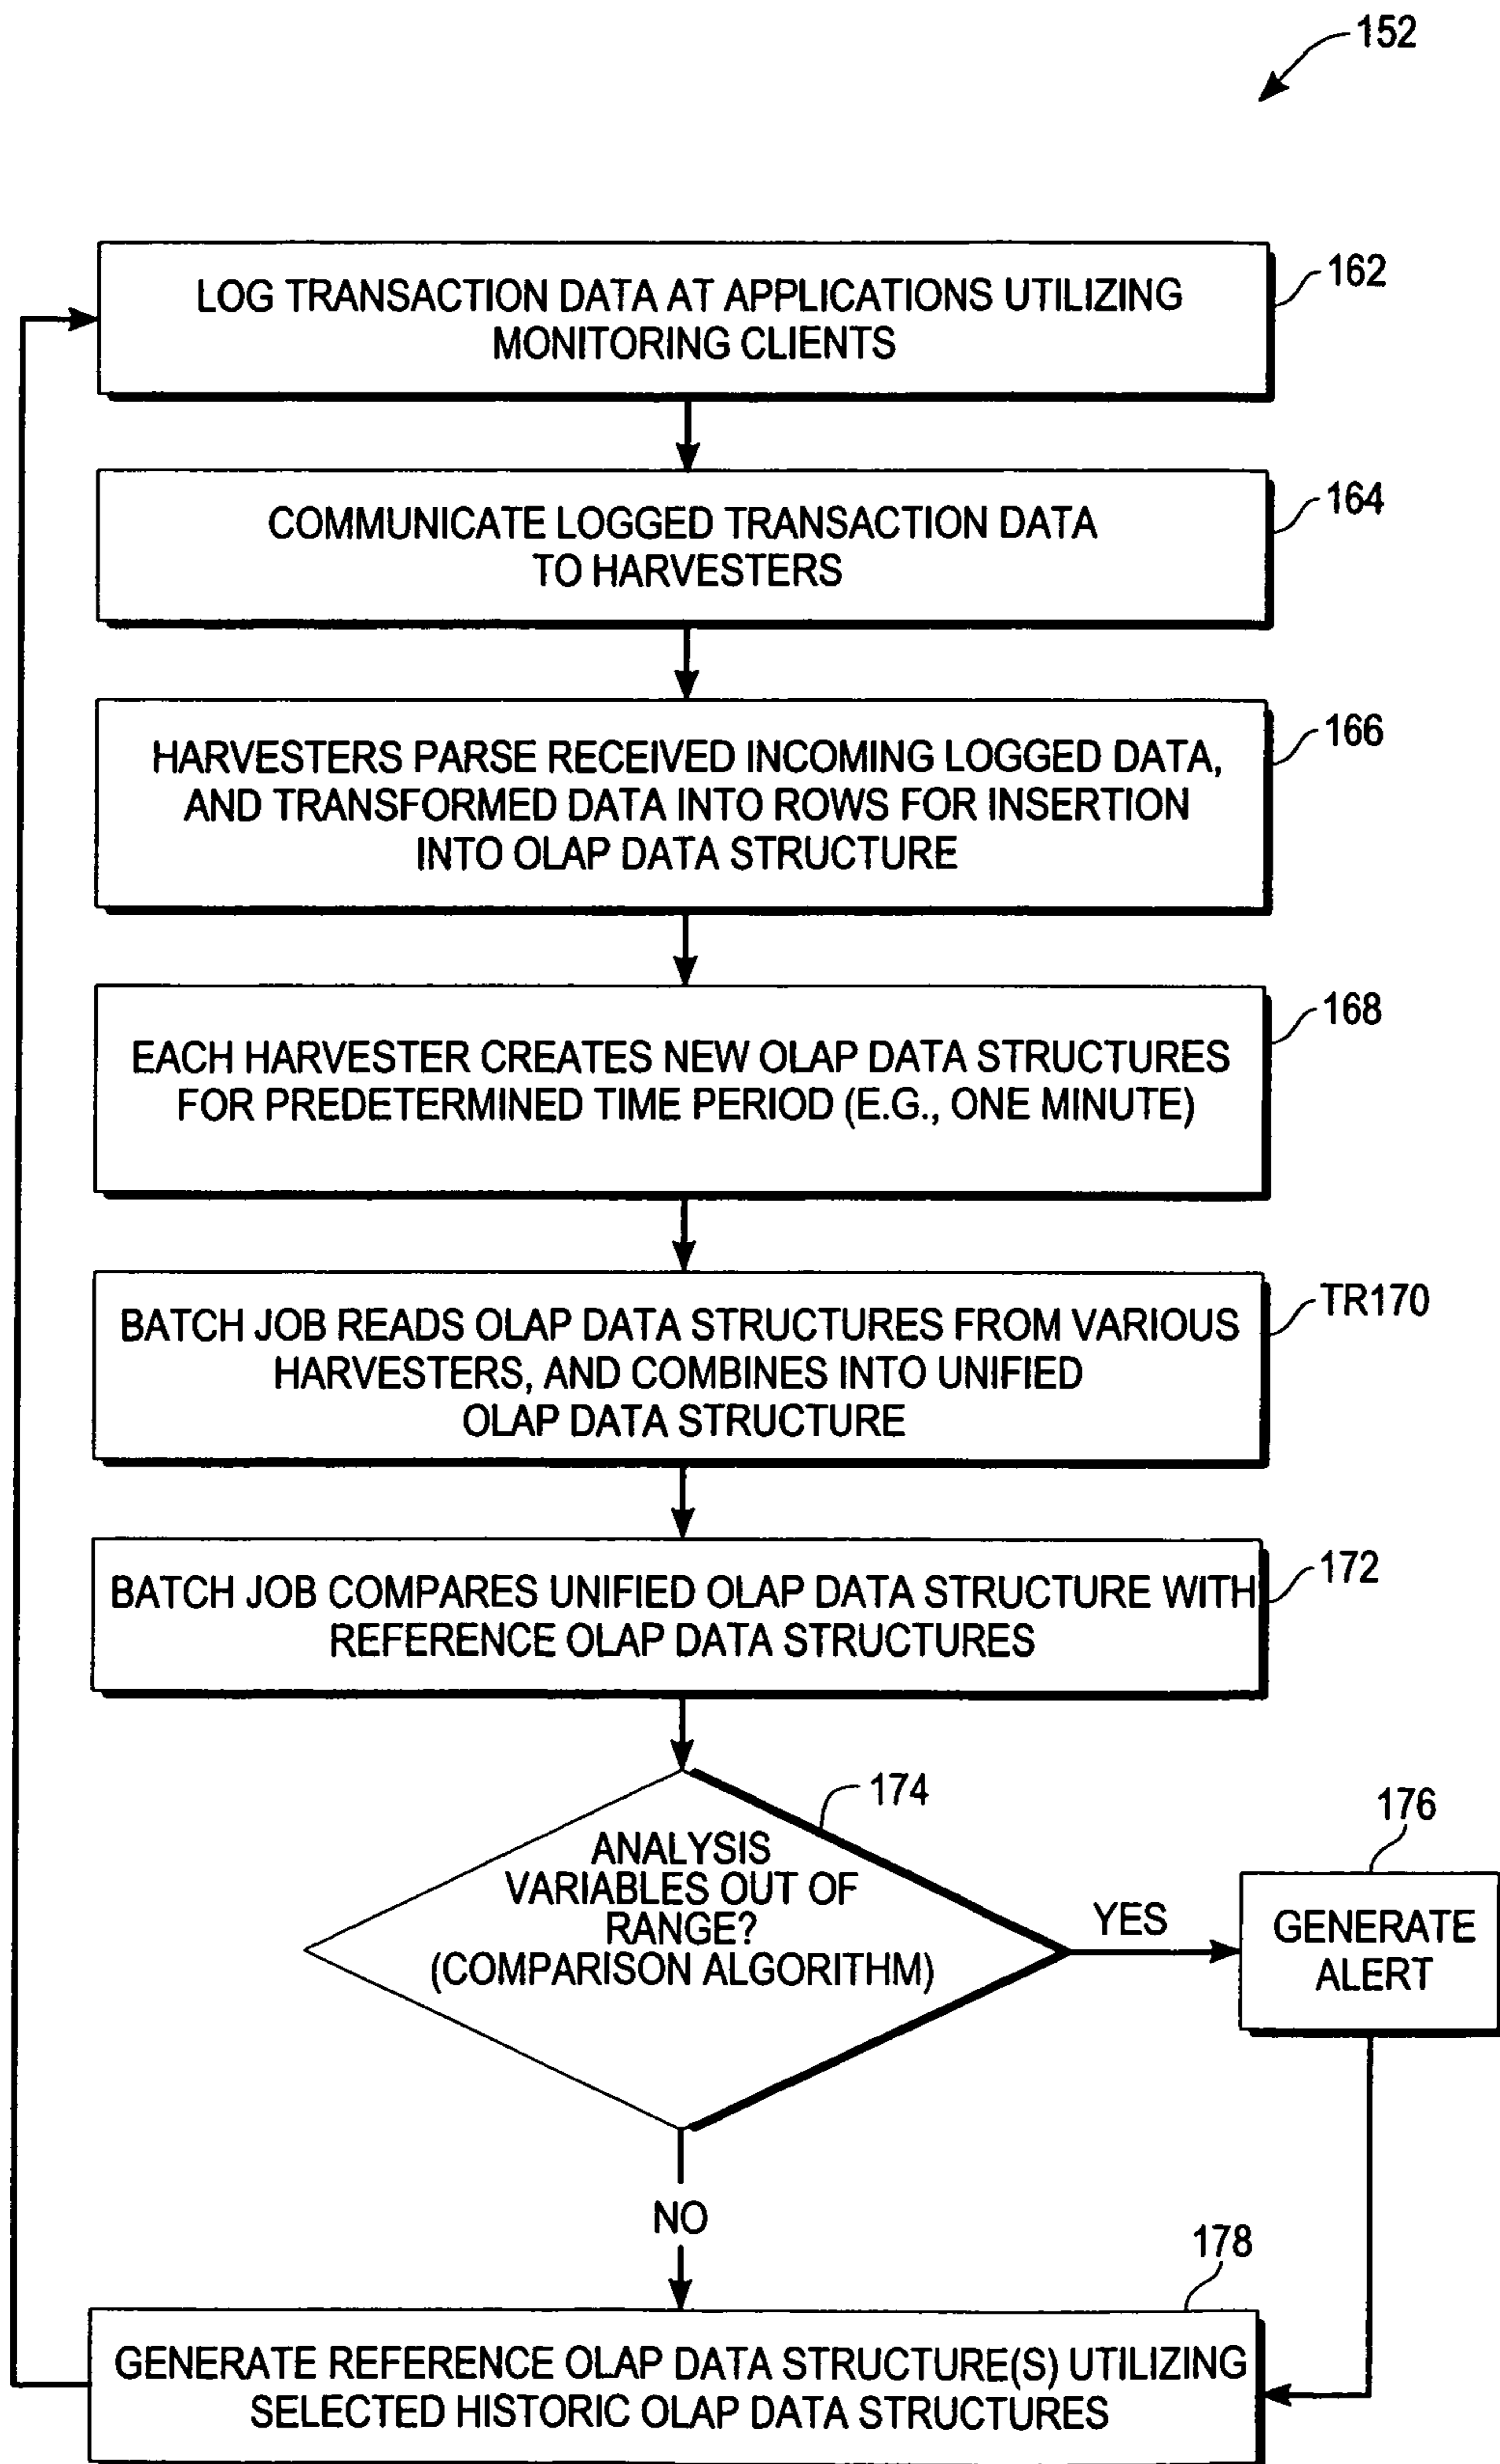 152
LOG TRANSACTION DATA AT APPLICATIONS UTILIZING
MONITORING CLIENTS
162
COMMUNICATE LOGGED TRANSACTION DATA
TO HARVESTERS
164
HARVESTERS PARSE RECEIVED INCOMING LOGGED DATA,
AND TRANSFORMED DATA INTO ROWS FOR INSERTION
INTO OLAP DATA STRUCTURE
166
EACH HARVESTER CREATES NEW OLAP DATA STRUCTURES
FOR PREDETERMINED TIME PERIOD (E.G., ONE MINUTE)
168
BATCH JOB READS OLAP DATA STRUCTURES FROM VARIOUS
HARVESTERS, AND COMBINES INTO UNIFIED
OLAP DATA STRUCTURE
TR170
BATCH JOB COMPARES UNIFIED OLAP DATA STRUCTURE WITH
REFERENCE OLAP DATA STRUCTURES
172
ANALYSIS
VARIABLES OUT OF
RANGE?
(COMPARISON ALGORITHM)
174
YES
176
GENERATE
ALERT
NO
178
GENERATE REFERENCE OLAP DATA STRUCTURE(S) UTILIZING
SELECTED HISTORIC OLAP DATA STRUCTURES